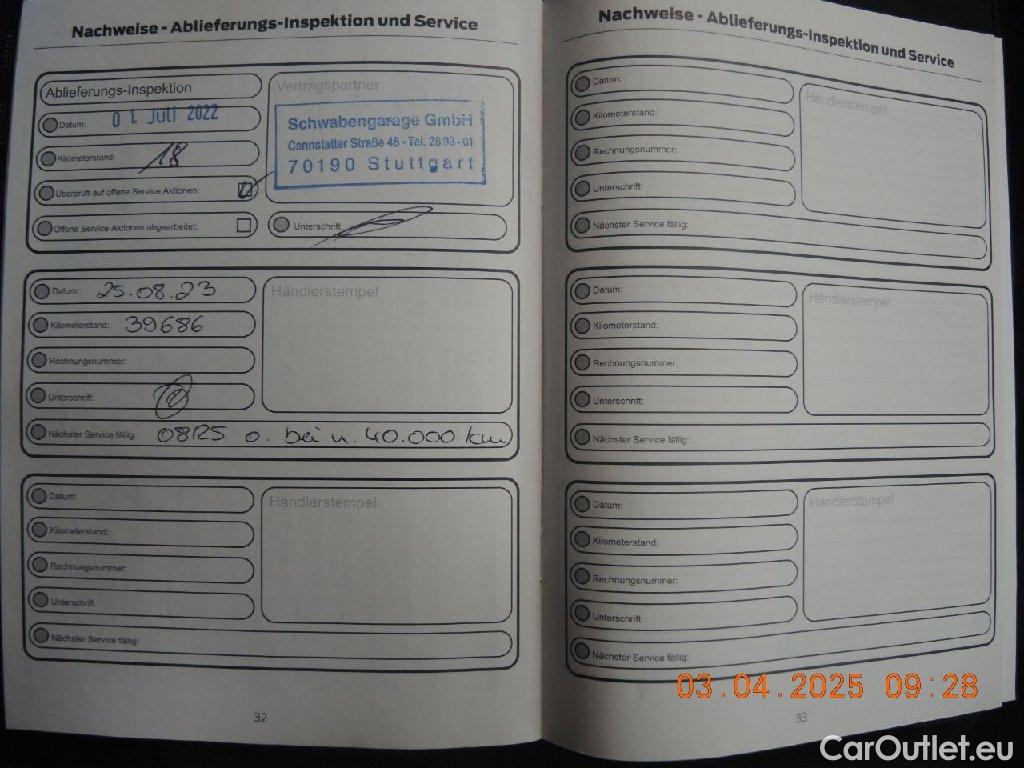 Nachweise - Ablieferungs-Inspektion und Service
Ablieferungs-Inspektion
Datum: 01. Juli 2022
Kilometerstand: 18
Überprüft auf offene Service Aktionen:
Offene Service Aktionen abgearbeitet:
Vertragspartner
Schwabengarage GmbH
Cannstatter Straße 46 - Tel. 28 93 - 01
70190 Stuttgart
Unterschrift:
Datum: 25.08.23
Kilometerstand: 39686
Rechnungsnummer:
Unterschrift:
Nächster Service fällig: 08/25 o. bei n. 40.000 km
Händlerstempel
Datum:
Kilometerstand:
Rechnungsnummer:
Unterschrift:
Nächster Service fällig:
Händlerstempel
32
Nachweise - Ablieferungs-Inspektion und Service
Datum:
Kilometerstand:
Rechnungsnummer:
Unterschrift:
Nächster Service fällig:
Händlerstempel
Datum:
Kilometerstand:
Rechnungsnummer:
Unterschrift:
Nächster Service fällig:
Händlerstempel
Datum:
Kilometerstand:
Rechnungsnummer:
Unterschrift:
Nächster Service fällig:
Händlerstempel
33
03.04.2025 09:28
CarOutlet.eu